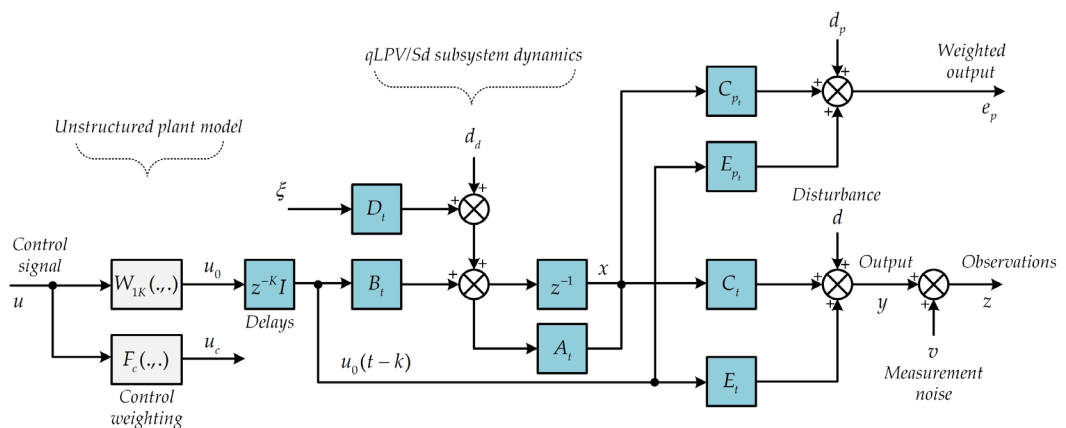 qLPV/Sd subsystem dynamics
d_p
Weighted
output
+
+
+
C_{p_t}
e_p
Unstructured plant model
d_d
E_{p_t}
ξ
+
+
D_t
Disturbance
d
Control
signal
u
W_{1K}(.,.)
u_0
z^{-K}I
Delays
B_t
+
+
z^{-1}
x
C_t
+
+
+
Output
y
+
+
Observations
z
F_c(.,.)
u_c
A_t
u_0(t−k)
E_t
v
Measurement
noise
Control
weighting